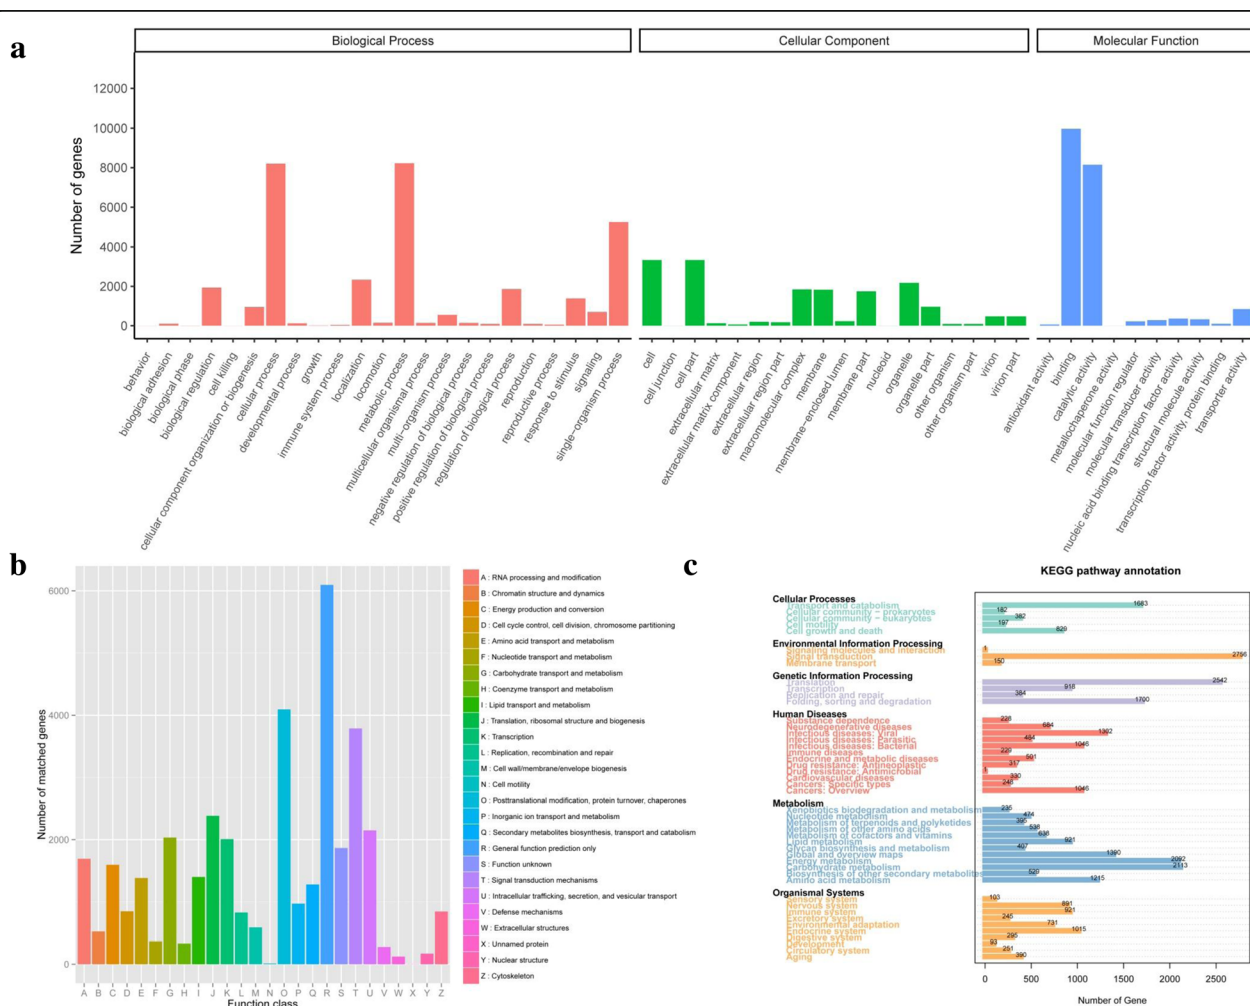 a
Biological Process
Cellular Component
Molecular Function
Number of genes
12000
10000
8000
6000
4000
2000
0
behavior
biological adhesion
biological phase
biological regulation
cell killing
cellular component organization or biogenesis
cellular process
developmental process
growth
immune system process
localization
locomotion
metabolic process
multicellular organismal process
multi−organism process
negative regulation of biological process
positive regulation of biological process
regulation of biological process
reproduction
reproductive process
response to stimulus
signaling
single−organism process
cell
cell junction
cell part
extracellular matrix
extracellular matrix component
extracellular region
extracellular region part
macromolecular complex
membrane
membrane−enclosed lumen
membrane part
nucleoid
organelle
organelle part
other organism
other organism part
virion
virion part
antioxidant activity
binding
catalytic activity
metallochaperone activity
molecular function regulator
molecular transducer activity
nucleic acid binding transcription factor activity
structural molecule activity
transcription factor activity, protein binding
transporter activity
b
Number of matched genes
6000
4000
2000
0
A B C D E F G H I J K L M N O P Q R S T U V W X Y Z
Function class
A : RNA processing and modification
B : Chromatin structure and dynamics
C : Energy production and conversion
D : Cell cycle control, cell division, chromosome partitioning
E : Amino acid transport and metabolism
F : Nucleotide transport and metabolism
G : Carbohydrate transport and metabolism
H : Coenzyme transport and metabolism
I : Lipid transport and metabolism
J : Translation, ribosomal structure and biogenesis
K : Transcription
L : Replication, recombination and repair
M : Cell wall/membrane/envelope biogenesis
N : Cell motility
O : Posttranslational modification, protein turnover, chaperones
P : Inorganic ion transport and metabolism
Q : Secondary metabolites biosynthesis, transport and catabolism
R : General function prediction only
S : Function unknown
T : Signal transduction mechanisms
U : Intracellular trafficking, secretion, and vesicular transport
V : Defense mechanisms
W : Extracellular structures
X : Unnamed protein
Y : Nuclear structure
Z : Cytoskeleton
c
KEGG pathway annotation
Cellular Processes
Transport and catabolism 1683
Cellular community − prokaryotes 182
Cellular community − eukaryotes 382
Cell motility 197
Cell growth and death 829
Environmental Information Processing
Signaling molecules and interaction 1
Signal transduction 2756
Membrane transport 150
Genetic Information Processing
Translation 2542
Transcription 918
Replication and repair 384
Folding, sorting and degradation 1700
Human Diseases
Substance dependence 228
Neurodegenerative diseases 684
Infectious diseases: Viral 1302
Infectious diseases: Parasitic 484
Infectious diseases: Bacterial 1046
Immune diseases 226
Endocrine and metabolic diseases 501
Drug resistance: Antineoplastic 317
Drug resistance: Antimicrobial 1
Cardiovascular diseases 330
Cancers: Specific types 248
Cancers: Overview 1046
Metabolism
Xenobiotics biodegradation and metabolism 235
Nucleotide metabolism 474
Metabolism of terpenoids and polyketides 395
Metabolism of other amino acids 538
Metabolism of cofactors and vitamins 638
Lipid metabolism 921
Glycan biosynthesis and metabolism 407
Global and overview maps 1390
Energy metabolism 2092
Carbohydrate metabolism 2113
Biosynthesis of other secondary metabolites 529
Amino acid metabolism 1215
Organismal Systems
Sensory system 103
Nervous system 891
Immune system 921
Excretory system 245
Environmental adaptation 731
Endocrine system 1015
Digestive system 295
Development 93
Circulatory system 251
Aging 390
0 500 1000 1500 2000 2500
Number of Gene